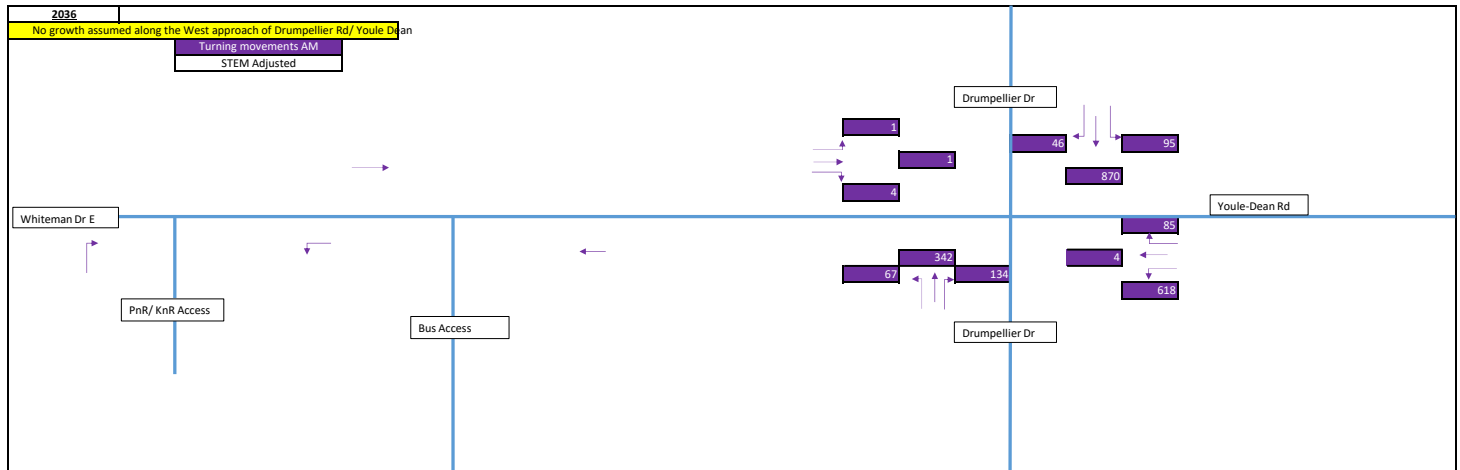 2036
No growth assumed along the West approach of Drumpellier Rd/ Youle Dean
Turning movements AM
STEM Adjusted
Drumpellier Dr
1
46
95
1
870
4
Youle-Dean Rd
Whiteman Dr E
85
342
4
67
134
618
PnR/ KnR Access
Bus Access
Drumpellier Dr